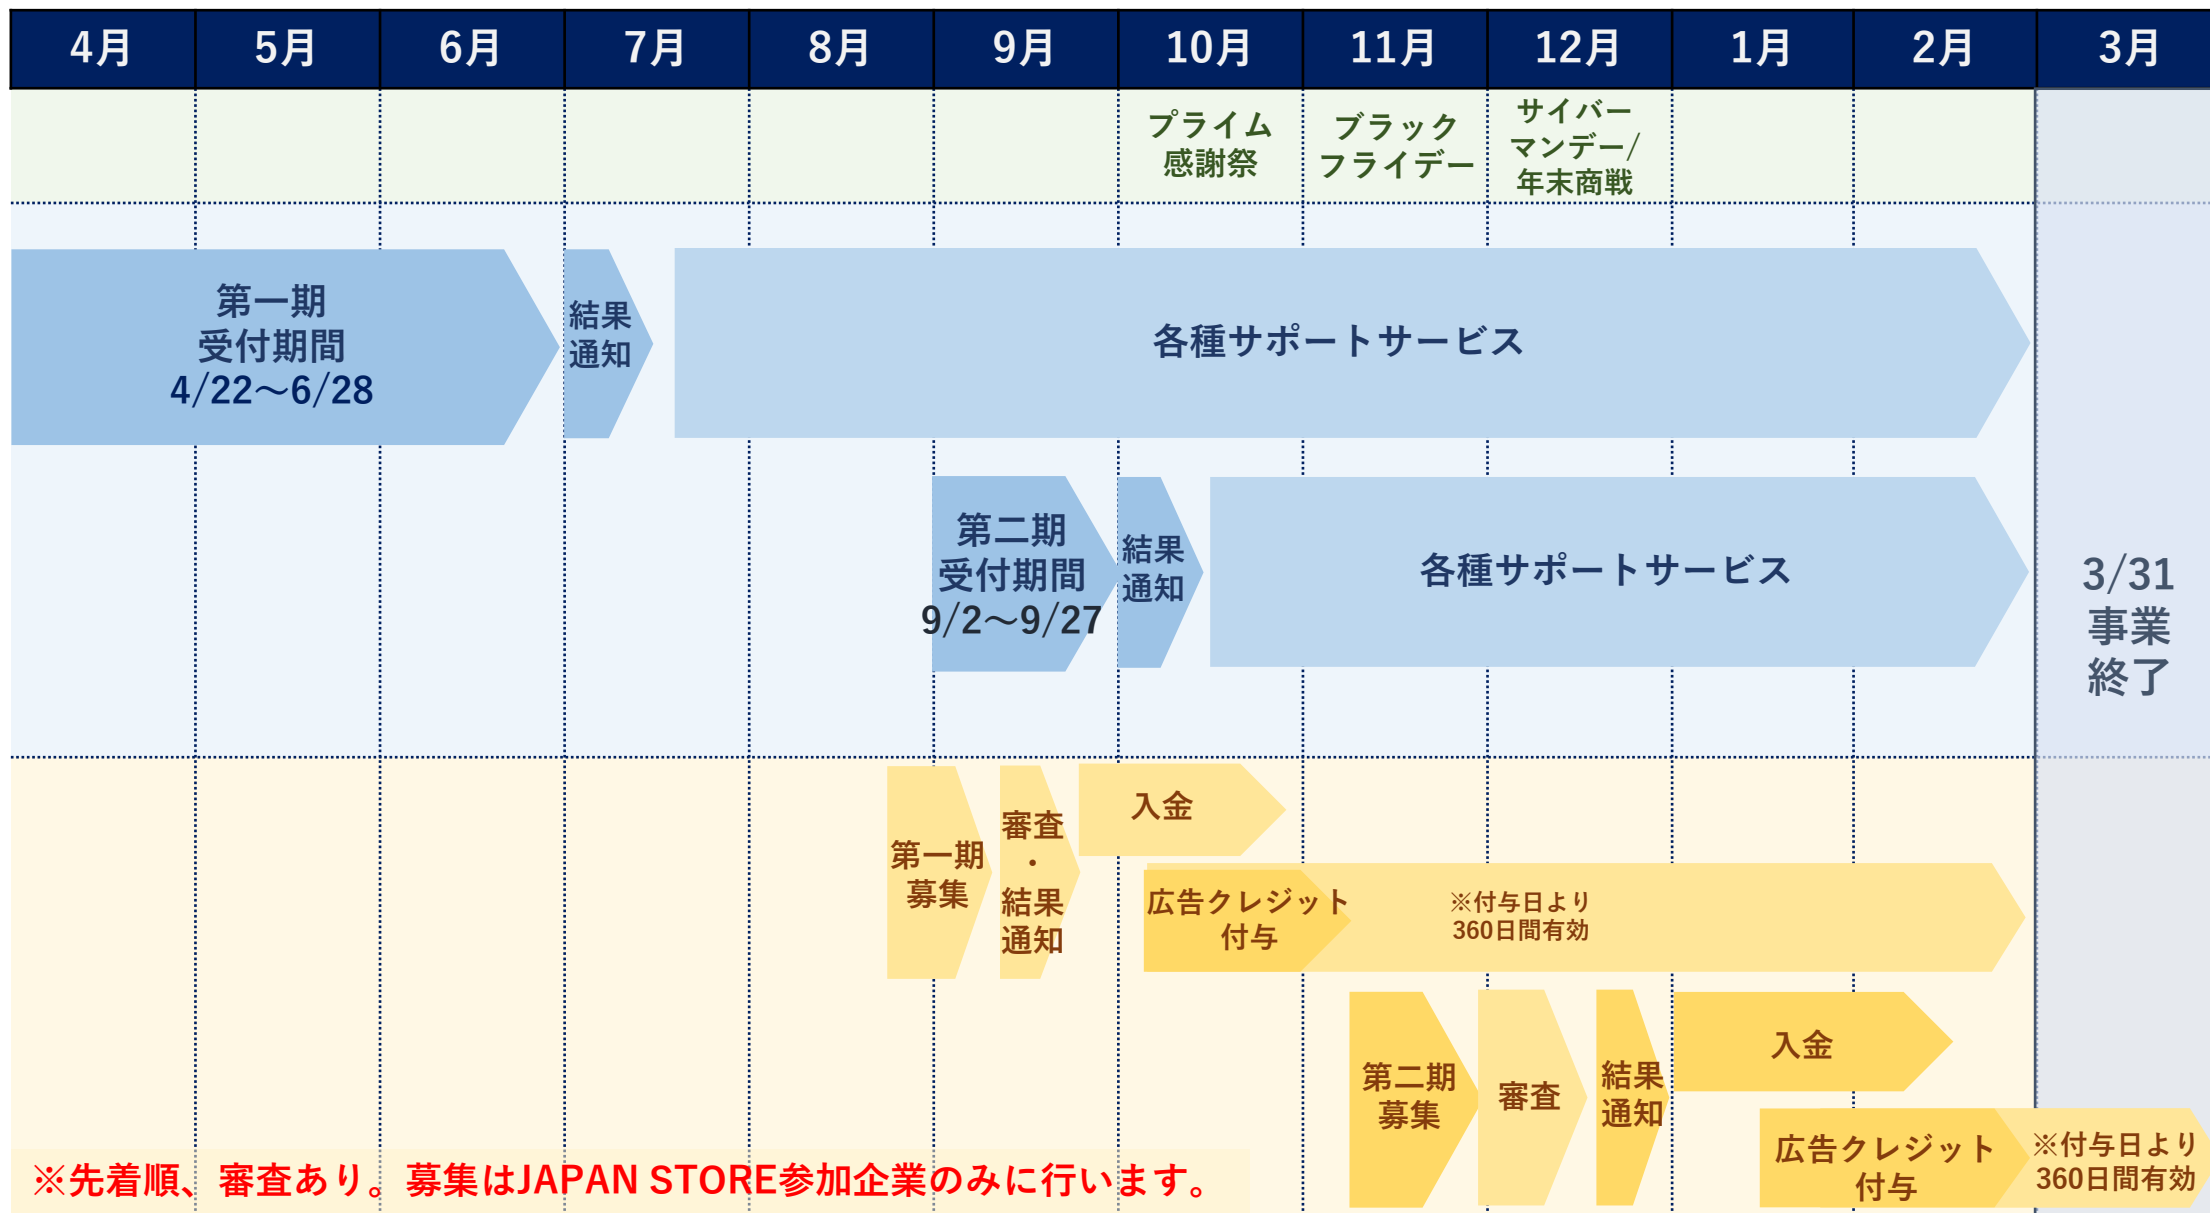 4月
5月
6月
7月
8月
9月
10月
11月
12月
1月
2月
3月
プライム
感謝祭
ブラック
フライデー
サイバー
マンデー/
年末商戦
第一期
受付期間
4/22～6/28
結果
通知
各種サポートサービス
第二期
受付期間
9/2～9/27
結果
通知
各種サポートサービス
3/31
事業
終了
第一期
募集
審査
・
結果
通知
入金
広告クレジット
付与
※付与日より
360日間有効
第二期
募集
審査
結果
通知
入金
広告クレジット
付与
※付与日より
360日間有効
※先着順、審査あり。募集はJAPAN STORE参加企業のみに行います。